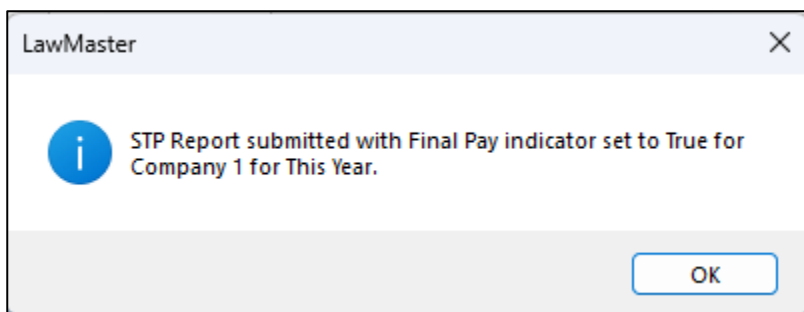 LawMaster
STP Report submitted with Final Pay indicator set to True for
Company 1 for This Year.
OK